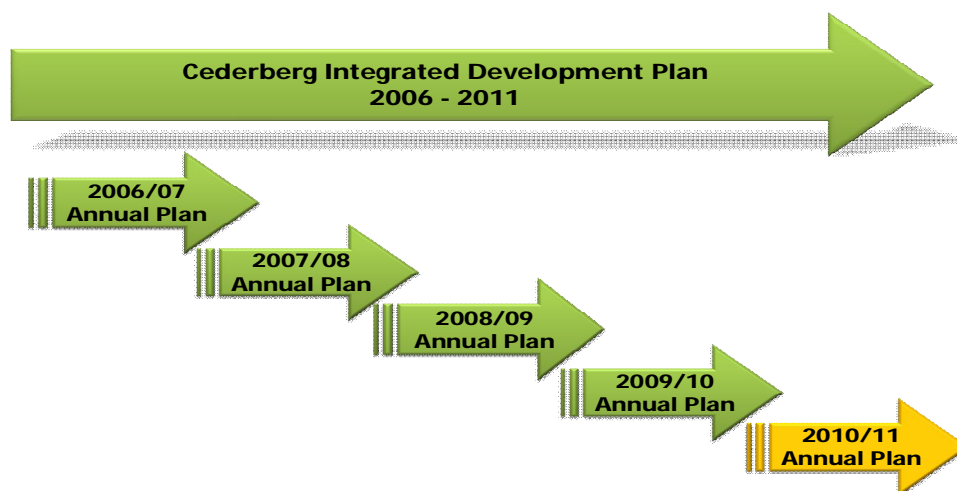 Cederberg Integrated Development Plan
2006 - 2011
2006/07
Annual Plan
2007/08
Annual Plan
2008/09
Annual Plan
2009/10
Annual Plan
2010/11
Annual Plan